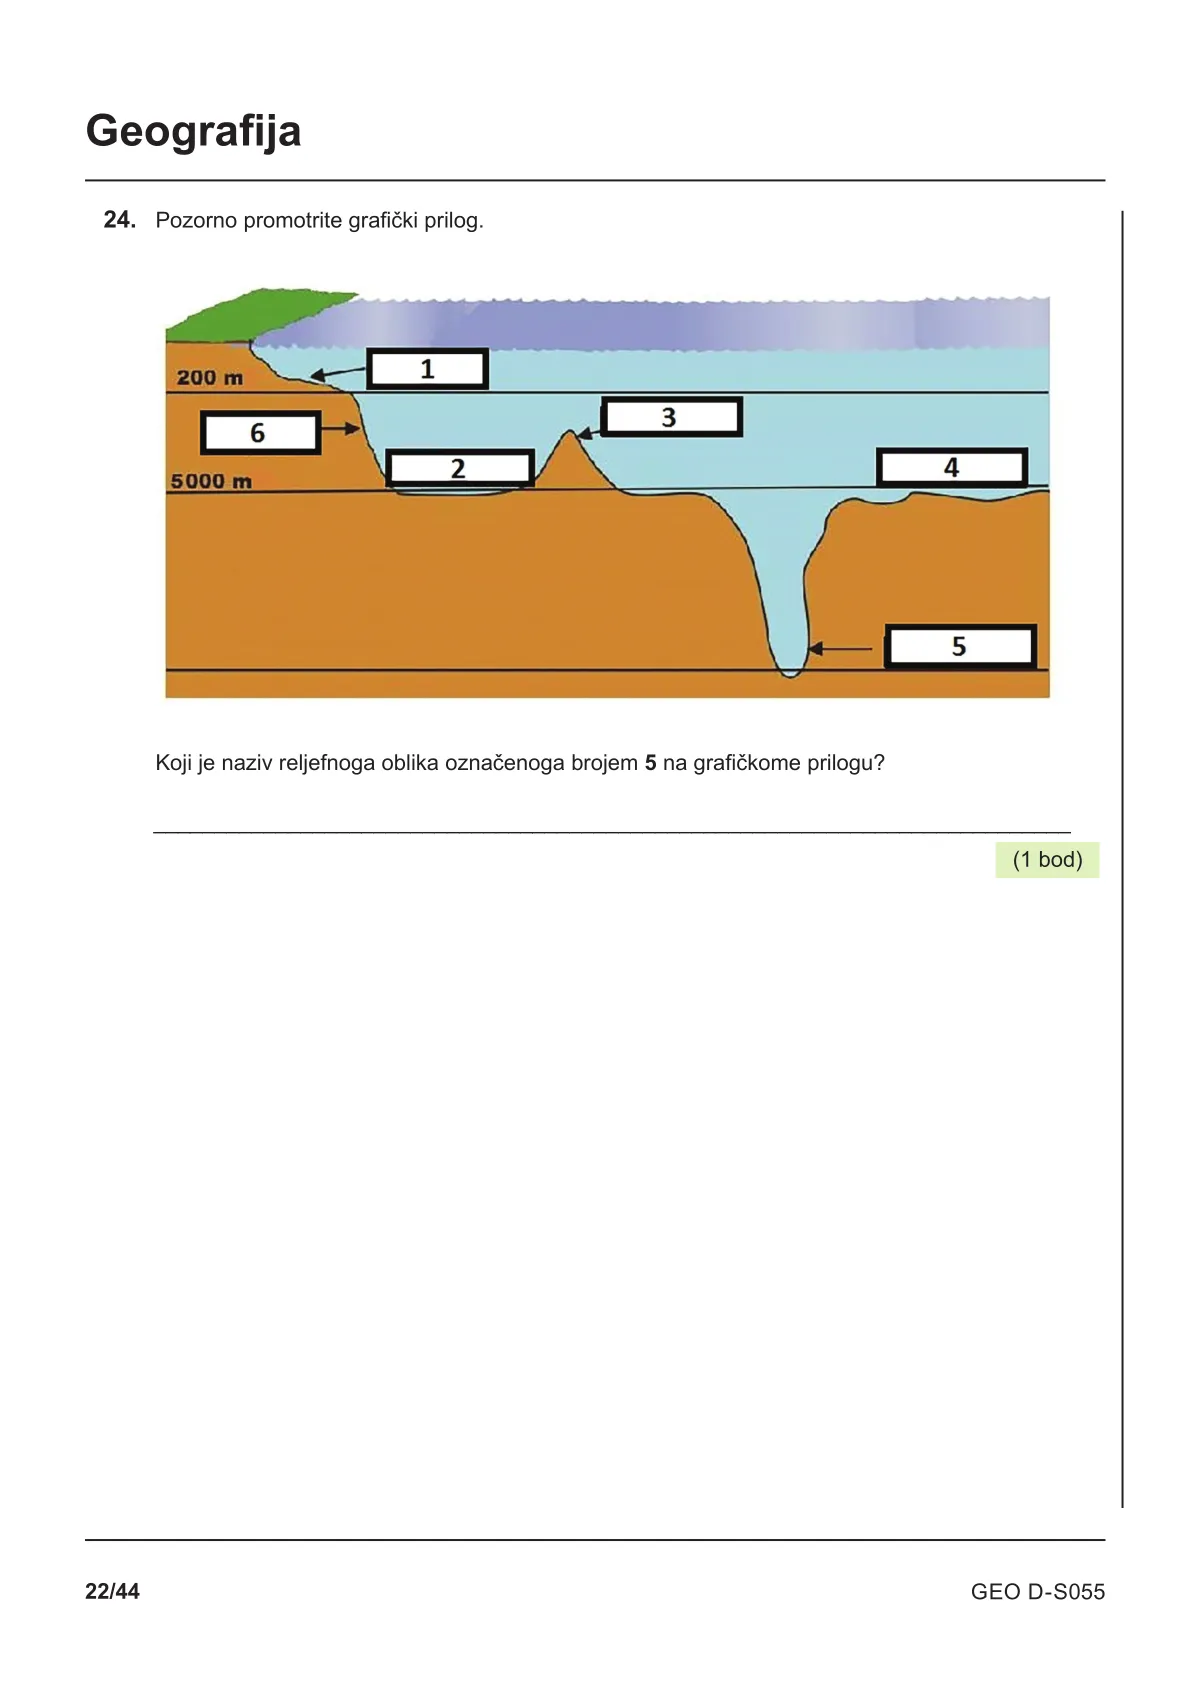 Geografija
24. Pozorno promotrite grafički prilog.
1
200 m
3
6
2
4
5000 m
5
Koji je naziv reljefnoga oblika označenoga brojem 5 na grafičkome prilogu?
(1 bod)
22/44
GEO D-S055